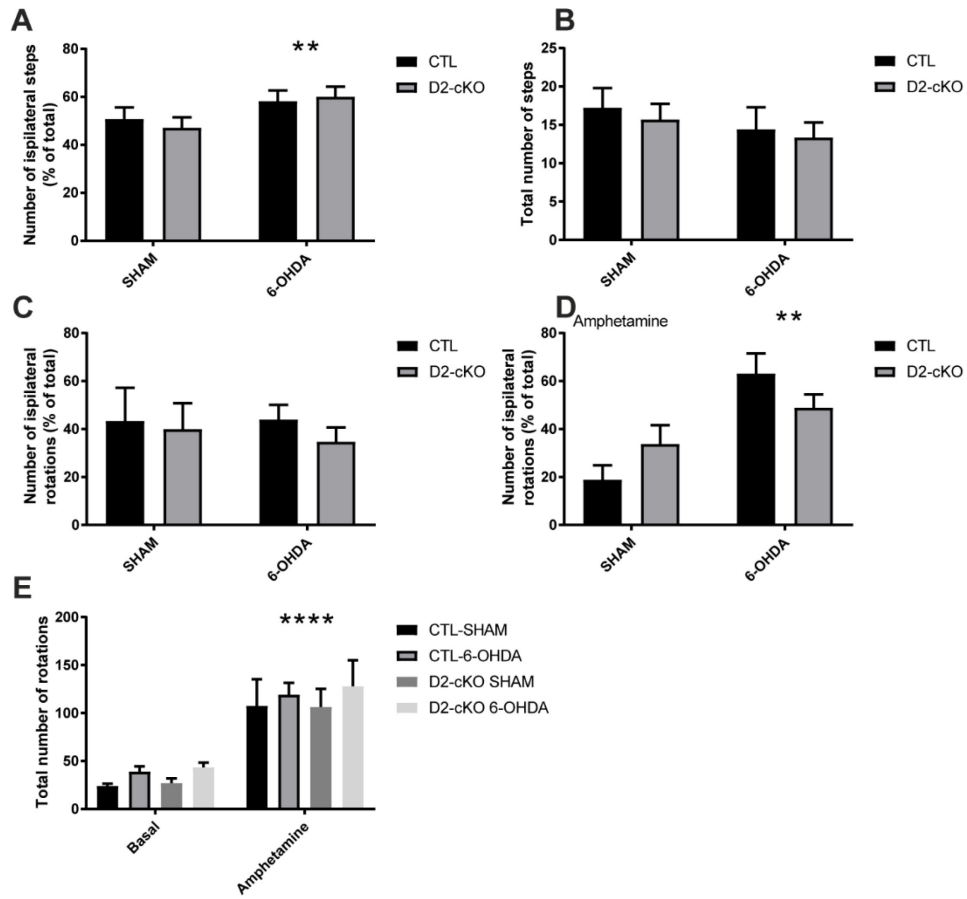 A
Number of ispilateral steps
(% of total)
80
60
40
20
0
**
CTL
D2-cKO
SHAM
6-OHDA
B
Total number of steps
25
20
15
10
5
0
CTL
D2-cKO
SHAM
6-OHDA
C
Number of ispilateral
rotations (% of total)
80
60
40
20
0
CTL
D2-cKO
SHAM
6-OHDA
D
Amphetamine
Number of ispilateral
rotations (% of total)
80
60
40
20
0
**
CTL
D2-cKO
SHAM
6-OHDA
E
Total number of rotations
200
150
100
50
0
****
CTL-SHAM
CTL-6-OHDA
D2-cKO SHAM
D2-cKO 6-OHDA
Basal
Amphetamine